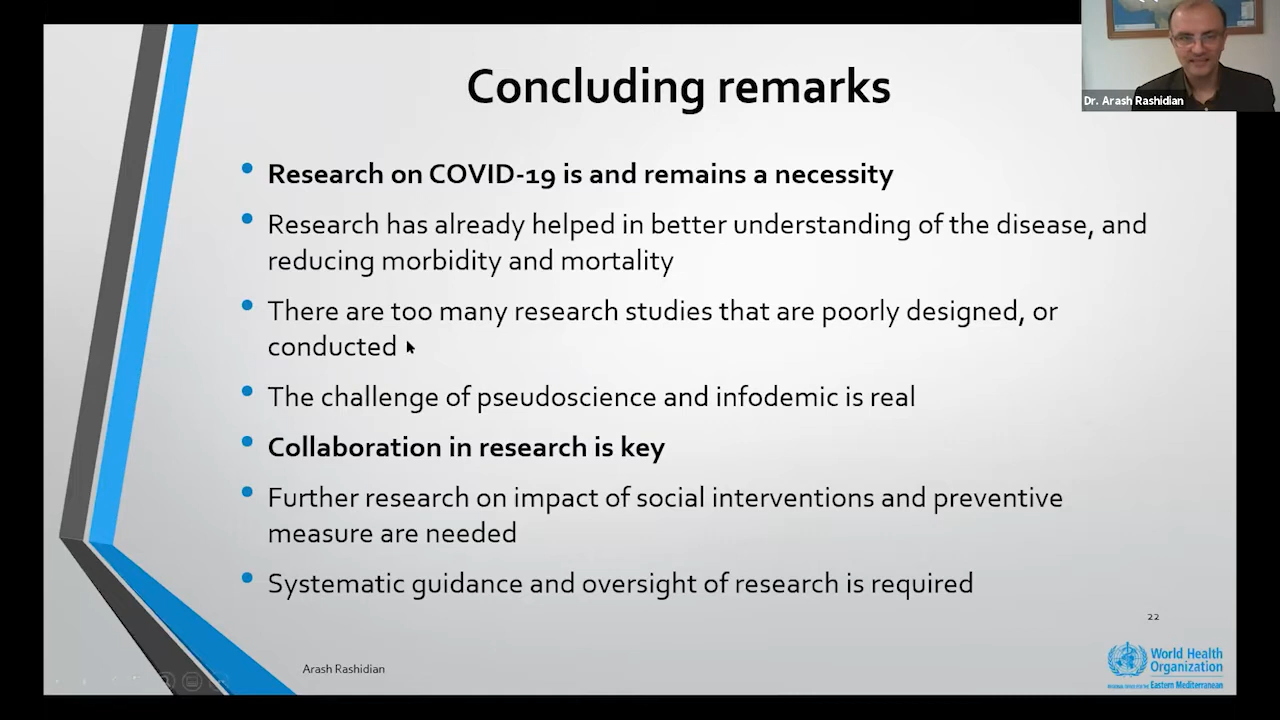 Concluding remarks
Dr. Arash Rashidian
• Research on COVID-19 is and remains a necessity
• Research has already helped in better understanding of the disease, and
reducing morbidity and mortality
• There are too many research studies that are poorly designed, or
conducted
• The challenge of pseudoscience and infodemic is real
• Collaboration in research is key
• Further research on impact of social interventions and preventive
measure are needed
• Systematic guidance and oversight of research is required
22
Arash Rashidian
World Health
Organization
REGIONAL OFFICE FOR THE Eastern Mediterranean